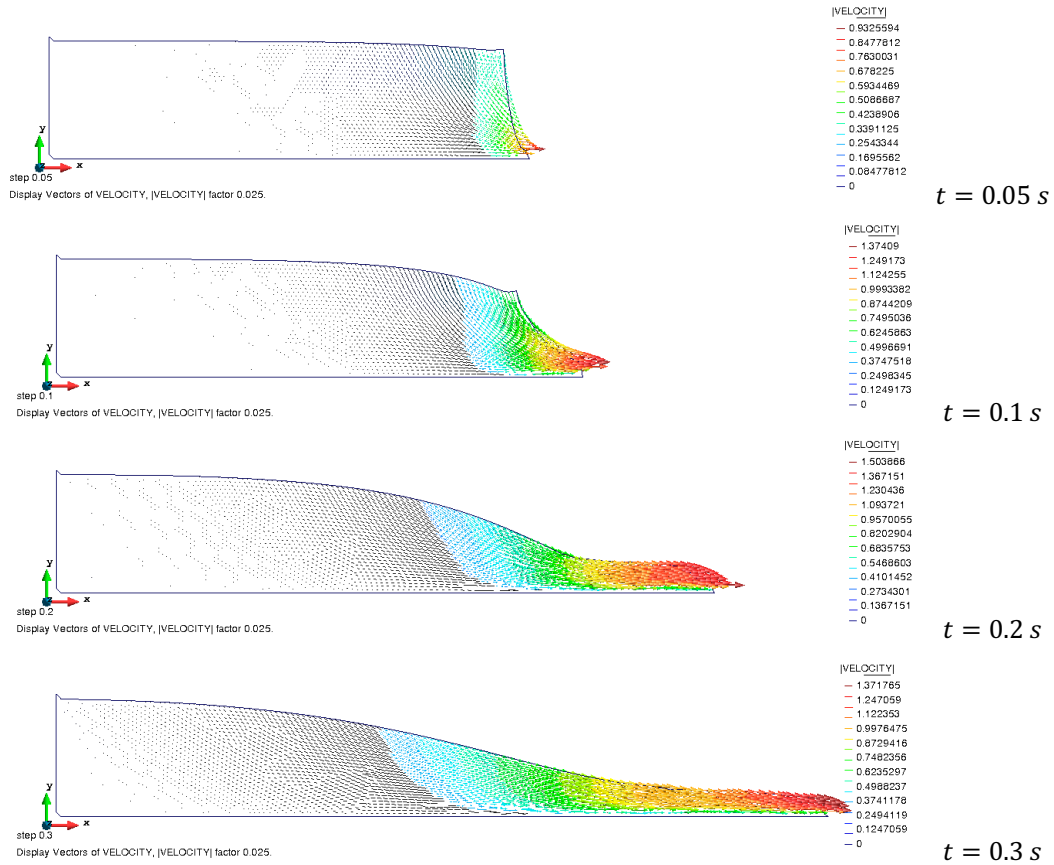 |VELOCITY|
0.9325594
0.8477812
0.7630031
0.678225
0.5934469
0.5086687
0.4238906
0.3391125
0.2543344
0.1695562
0.08477812
0
y
x
step 0.05
Display Vectors of VELOCITY, |VELOCITY| factor 0.025.
t = 0.05 s
|VELOCITY|
1.37409
1.249173
1.124255
0.9993382
0.8744209
0.7495036
0.6245863
0.4996691
0.3747518
0.2498345
0.1249173
0
y
x
step 0.1
Display Vectors of VELOCITY, |VELOCITY| factor 0.025.
t = 0.1 s
|VELOCITY|
1.503866
1.367151
1.230436
1.093721
0.9570055
0.8202904
0.6835753
0.5468603
0.4101452
0.2734301
0.1367151
0
y
x
step 0.2
Display Vectors of VELOCITY, |VELOCITY| factor 0.025.
t = 0.2 s
|VELOCITY|
1.371765
1.247059
1.122353
0.9976475
0.8729416
0.7482356
0.6235297
0.4988237
0.3741178
0.2494119
0.1247059
0
y
x
step 0.3
Display Vectors of VELOCITY, |VELOCITY| factor 0.025.
t = 0.3 s